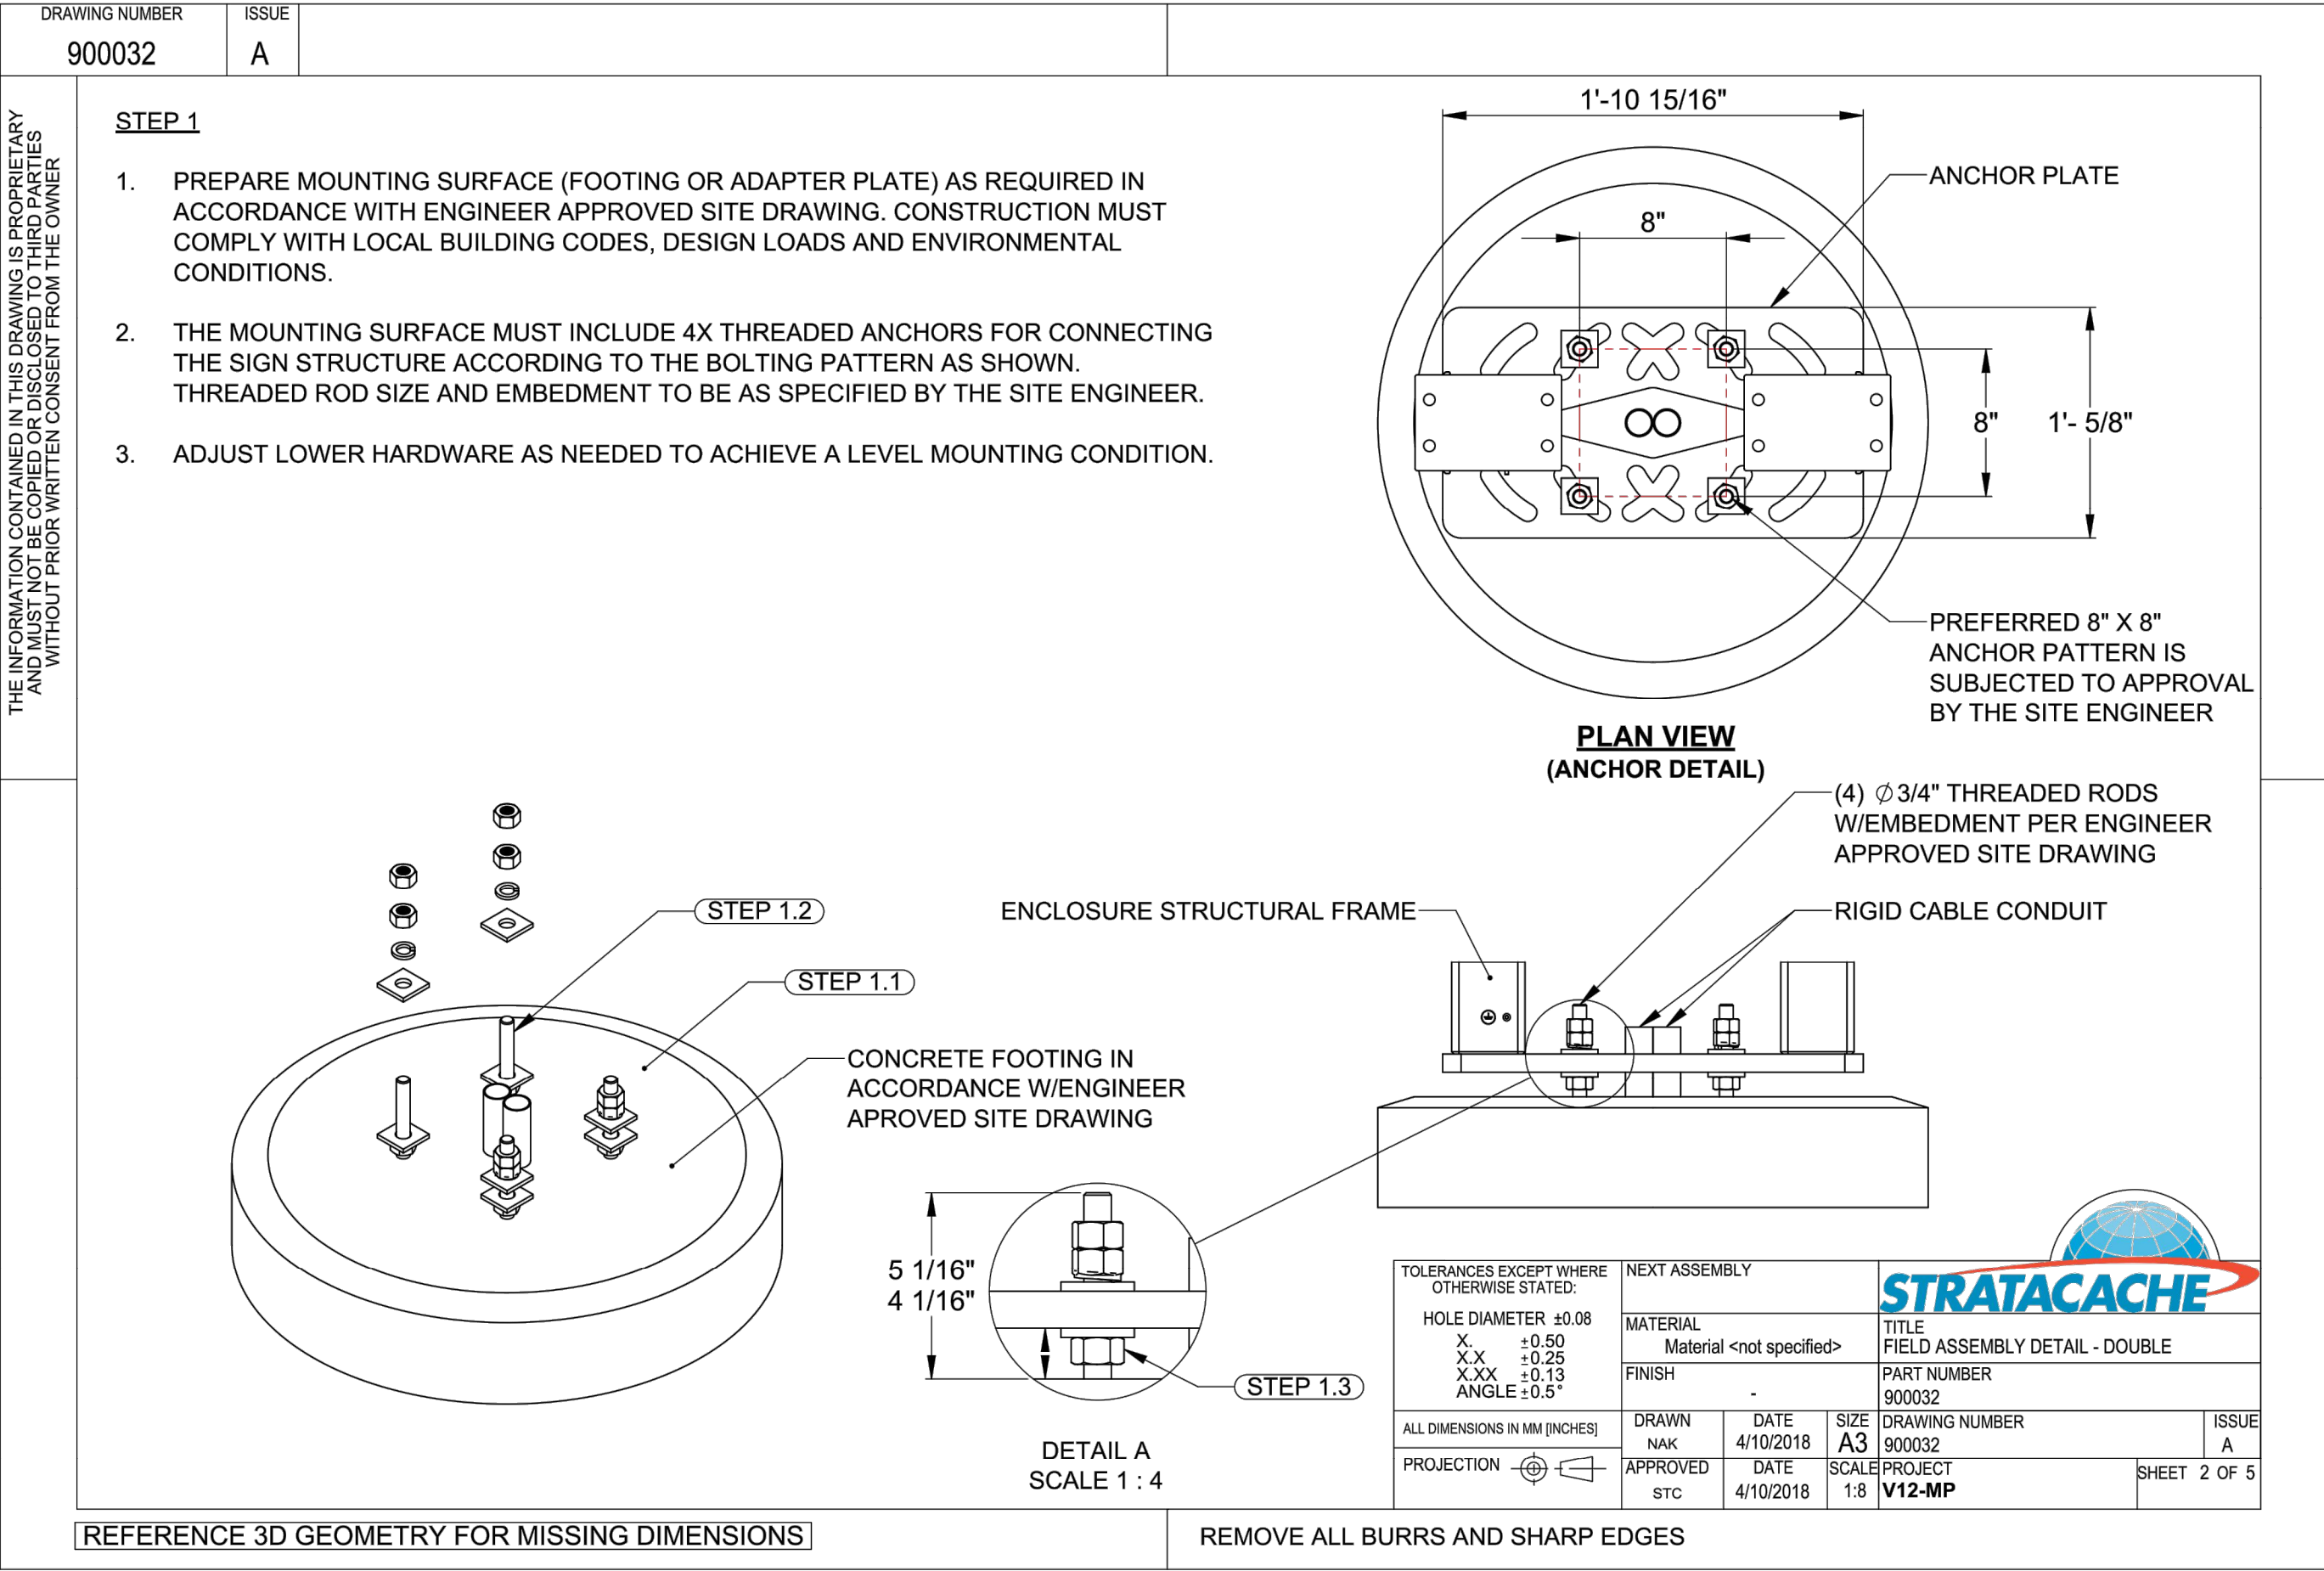 DRAWING NUMBER
ISSUE
900032
A
THE INFORMATION CONTAINED IN THIS DRAWING IS PROPRIETARY
AND MUST NOT BE COPIED OR DISCLOSED TO THIRD PARTIES
WITHOUT PRIOR WRITTEN CONSENT FROM THE OWNER
STEP 1
1. PREPARE MOUNTING SURFACE (FOOTING OR ADAPTER PLATE) AS REQUIRED IN
ACCORDANCE WITH ENGINEER APPROVED SITE DRAWING. CONSTRUCTION MUST
COMPLY WITH LOCAL BUILDING CODES, DESIGN LOADS AND ENVIRONMENTAL
CONDITIONS.
2. THE MOUNTING SURFACE MUST INCLUDE 4X THREADED ANCHORS FOR CONNECTING
THE SIGN STRUCTURE ACCORDING TO THE BOLTING PATTERN AS SHOWN.
THREADED ROD SIZE AND EMBEDMENT TO BE AS SPECIFIED BY THE SITE ENGINEER.
3. ADJUST LOWER HARDWARE AS NEEDED TO ACHIEVE A LEVEL MOUNTING CONDITION.
1'-10 15/16"
ANCHOR PLATE
8"
8"
1'- 5/8"
PREFERRED 8" X 8"
ANCHOR PATTERN IS
SUBJECTED TO APPROVAL
BY THE SITE ENGINEER
PLAN VIEW
(ANCHOR DETAIL)
(4) ∅3/4" THREADED RODS
W/EMBEDMENT PER ENGINEER
APPROVED SITE DRAWING
ENCLOSURE STRUCTURAL FRAME
RIGID CABLE CONDUIT
STEP 1.2
STEP 1.1
CONCRETE FOOTING IN
ACCORDANCE W/ENGINEER
APROVED SITE DRAWING
5 1/16"
4 1/16"
STEP 1.3
DETAIL A
SCALE 1 : 4
TOLERANCES EXCEPT WHERE
OTHERWISE STATED:
HOLE DIAMETER ±0.08
X. ±0.50
X.X ±0.25
X.XX ±0.13
ANGLE ±0.5°
ALL DIMENSIONS IN MM [INCHES]
PROJECTION
NEXT ASSEMBLY
MATERIAL
Material <not specified>
FINISH
-
DRAWN
NAK
DATE
4/10/2018
SIZE
A3
APPROVED
STC
DATE
4/10/2018
SCALE
1:8
STRATACACHE
TITLE
FIELD ASSEMBLY DETAIL - DOUBLE
PART NUMBER
900032
DRAWING NUMBER
900032
ISSUE
A
PROJECT
V12-MP
SHEET 2 OF 5
REFERENCE 3D GEOMETRY FOR MISSING DIMENSIONS
REMOVE ALL BURRS AND SHARP EDGES